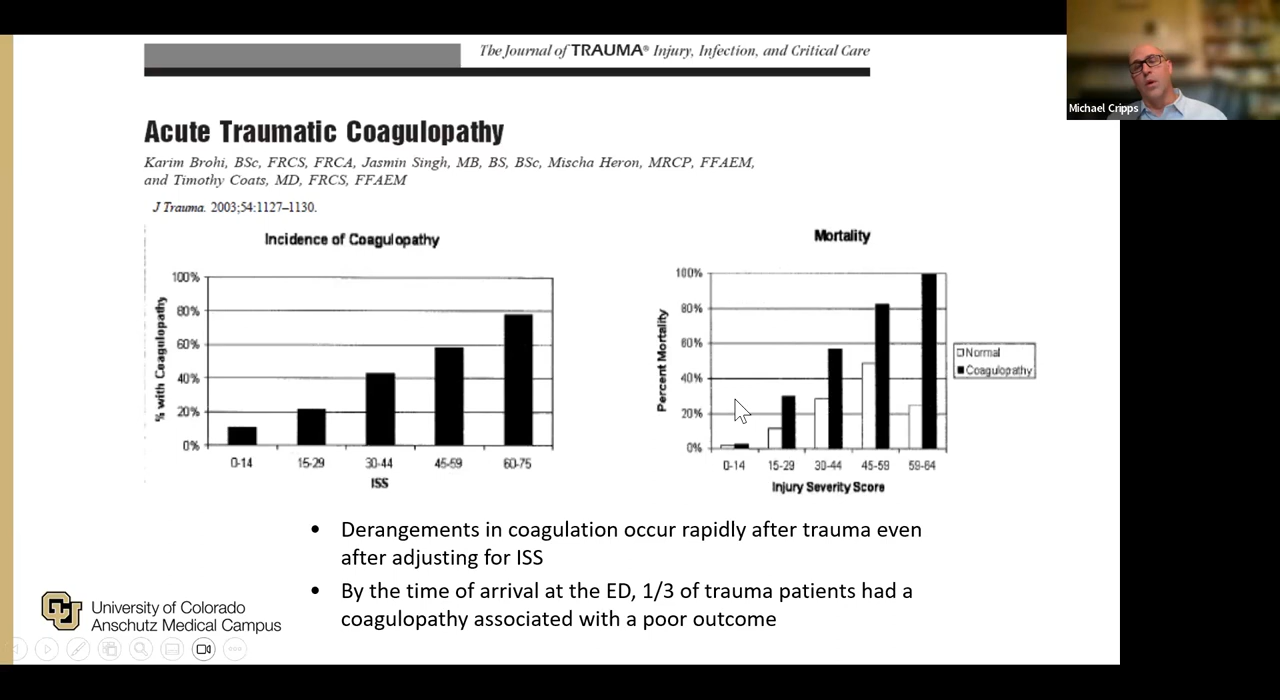 The Journal of TRAUMA® Injury, Infection, and Critical Care
Michael Cripps
Acute Traumatic Coagulopathy
Karim Brohi, BSc, FRCS, FRCA, Jasmin Singh, MB, BS, BSc, Mischa Heron, MRCP, FFAEM,
and Timothy Coats, MD, FRCS, FFAEM
J Trauma. 2003;54:1127–1130.
Incidence of Coagulopathy
% with Coagulopathy
100%
80%
60%
40%
20%
0%
0-14 15-29 30-44 45-59 60-75
ISS
Mortality
Percent Mortality
100%
80%
60%
40%
20%
0%
0-14 15-29 30-44 45-59 59-64
Injury Severity Score
Normal
Coagulopathy
• Derangements in coagulation occur rapidly after trauma even
after adjusting for ISS
• By the time of arrival at the ED, 1/3 of trauma patients had a
coagulopathy associated with a poor outcome
CU
University of Colorado
Anschutz Medical Campus